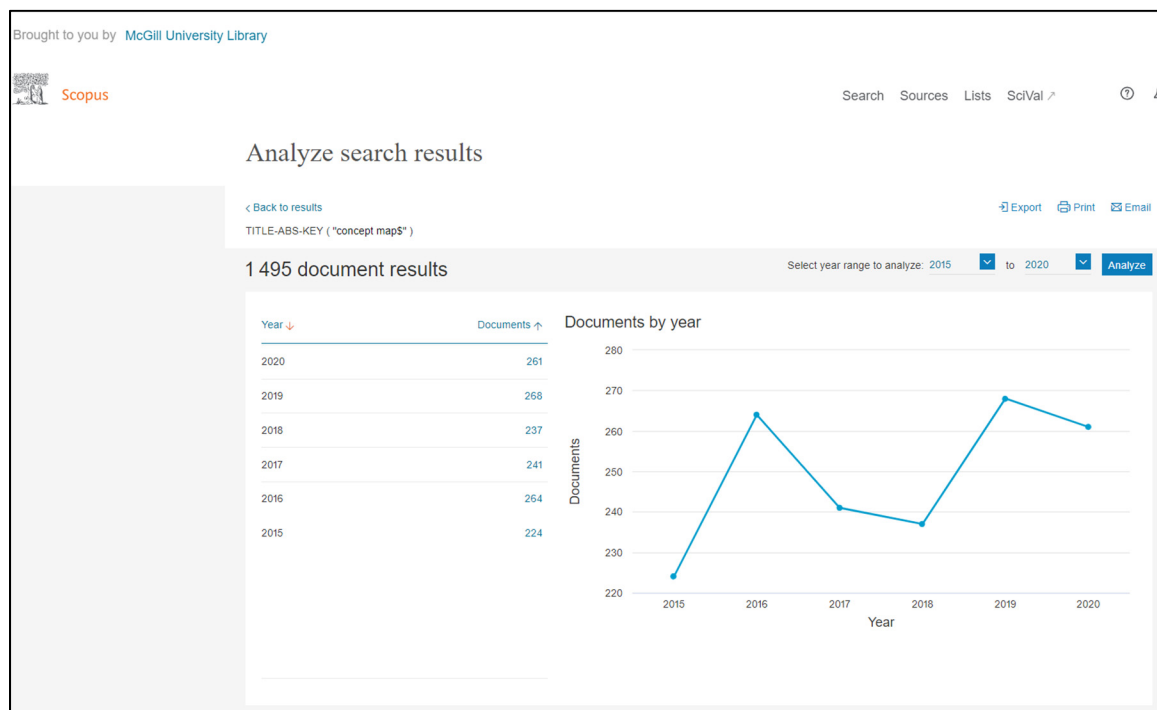 Brought to you by McGill University Library
Scopus
Search Sources Lists SciVal ↗
Analyze search results
Back to results
Export Print Email
TITLE-ABS-KEY ( "concept map$" )
1 495 document results
Select year range to analyze: 2015 to 2020 Analyze
Year Documents
2020 261
2019 268
2018 237
2017 241
2016 264
2015 224
Documents by year
280
270
260
250
240
230
220
Documents
2015 2016 2017 2018 2019 2020
Year